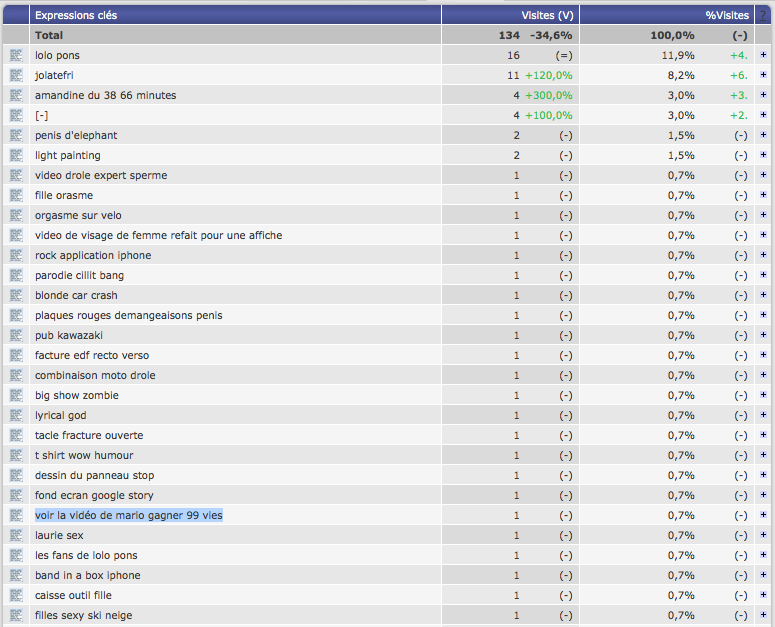 Expressions clés Visites (V) %Visites ?
Total 134 -34,6% 100,0% (-)
lolo pons 16 (=) 11,9% +4.
jolatefri 11 +120,0% 8,2% +6.
amandine du 38 66 minutes 4 +300,0% 3,0% +3.
[-] 4 +100,0% 3,0% +2.
penis d'elephant 2 (-) 1,5% (-)
light painting 2 (-) 1,5% (-)
video drole expert sperme 1 (-) 0,7% (-)
fille orasme 1 (-) 0,7% (-)
orgasme sur velo 1 (-) 0,7% (-)
video de visage de femme refait pour une affiche 1 (-) 0,7% (-)
rock application iphone 1 (-) 0,7% (-)
parodie cillit bang 1 (-) 0,7% (-)
blonde car crash 1 (-) 0,7% (-)
plaques rouges demangeaisons penis 1 (-) 0,7% (-)
pub kawazaki 1 (-) 0,7% (-)
facture edf recto verso 1 (-) 0,7% (-)
combinaison moto drole 1 (-) 0,7% (-)
big show zombie 1 (-) 0,7% (-)
lyrical god 1 (-) 0,7% (-)
tacle fracture ouverte 1 (-) 0,7% (-)
t shirt wow humour 1 (-) 0,7% (-)
dessin du panneau stop 1 (-) 0,7% (-)
fond ecran google story 1 (-) 0,7% (-)
voir la vidéo de mario gagner 99 vies 1 (-) 0,7% (-)
laurie sex 1 (-) 0,7% (-)
les fans de lolo pons 1 (-) 0,7% (-)
band in a box iphone 1 (-) 0,7% (-)
caisse outil fille 1 (-) 0,7% (-)
filles sexy ski neige 1 (-) 0,7% (-)